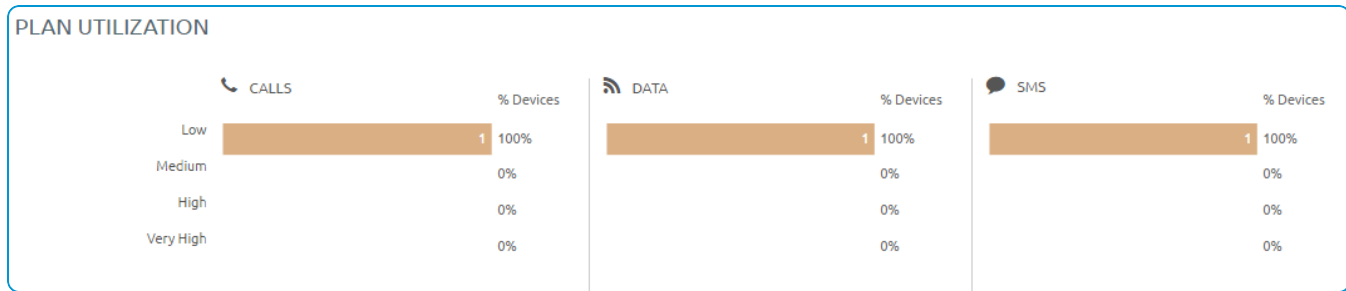 PLAN UTILIZATION
CALLS % Devices DATA % Devices SMS % Devices
Low 1 100% 1 100% 1 100%
Medium 0% 0% 0%
High 0% 0% 0%
Very High 0% 0% 0%